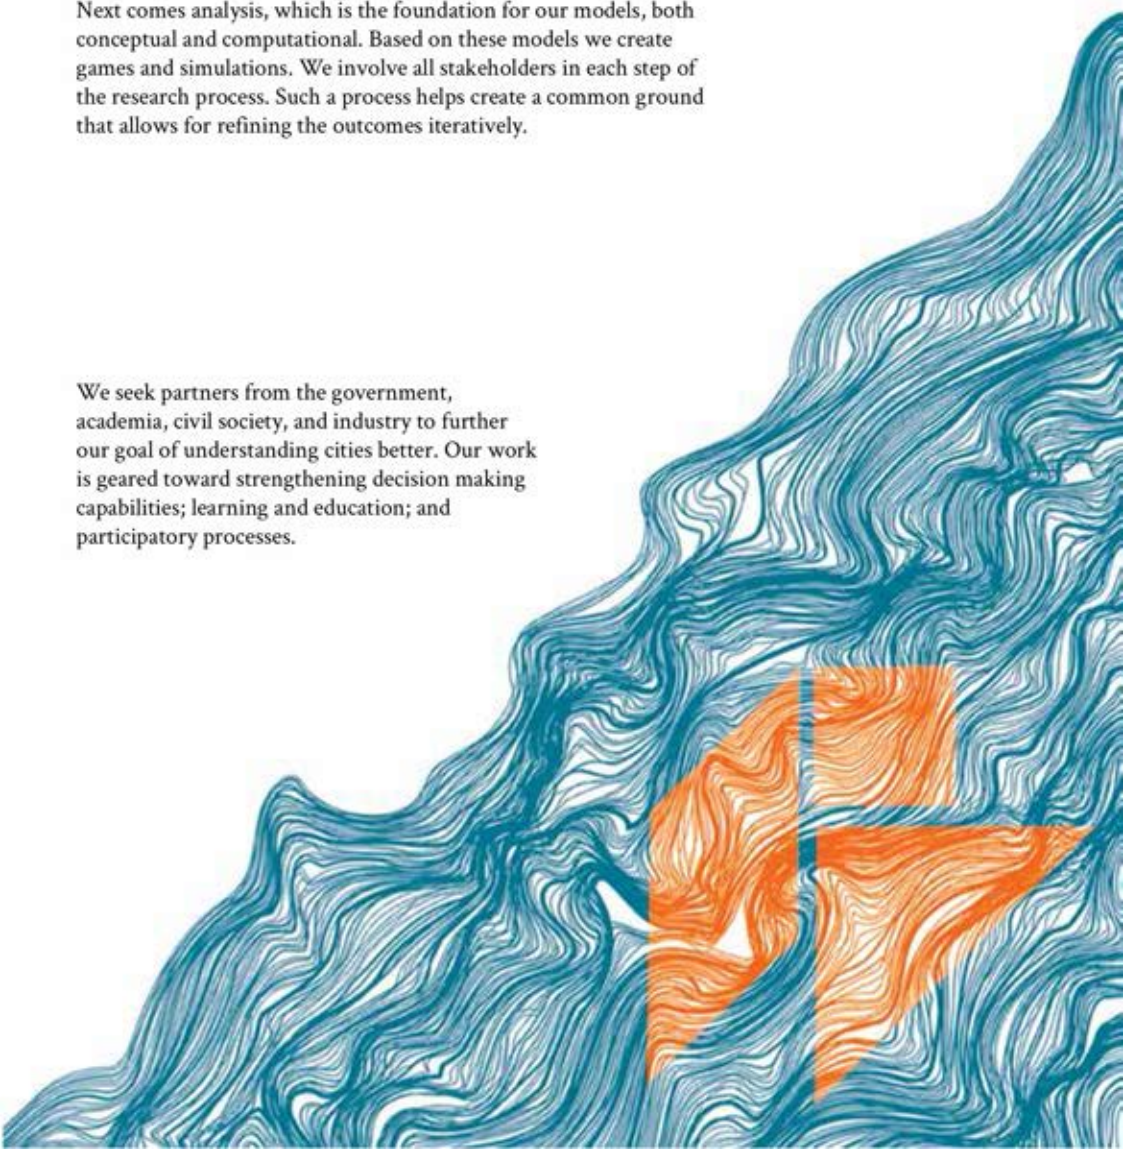 Next comes analysis, which is the foundation for our models, both
conceptual and computational. Based on these models we create
games and simulations. We involve all stakeholders in each step of
the research process. Such a process helps create a common ground
that allows for refining the outcomes iteratively.
We seek partners from the government,
academia, civil society, and industry to further
our goal of understanding cities better. Our work
is geared toward strengthening decision making
capabilities; learning and education; and
participatory processes.